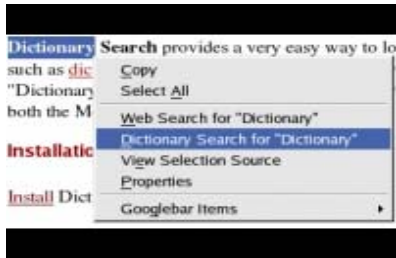 Dictionary Search provides a very easy way to lo
such as dic
"Dictionary
both the M
Installatic
Install Dict
Copy
Select All
Web Search for "Dictionary"
Dictionary Search for "Dictionary"
View Selection Source
Properties
Googlebar Items